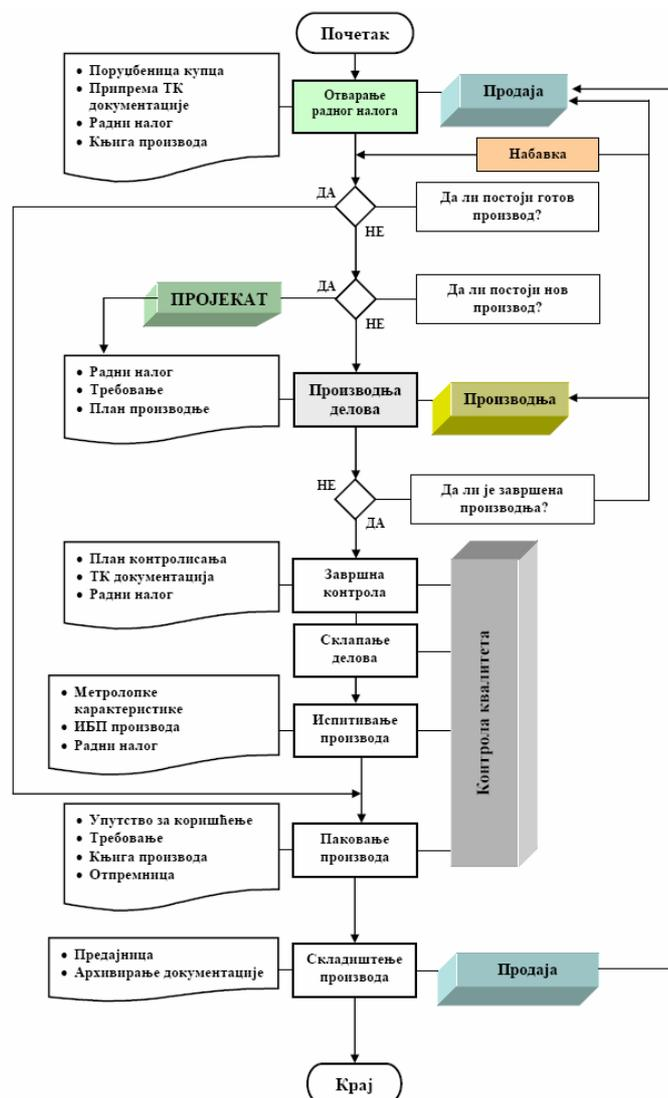 Почетак
• Поруџбеница купца
• Припрема ТК
документације
• Радни налог
• Књига производа
Отварање
радног налога
Продаја
Набавка
ДА
Да ли постоји готов
производ?
НЕ
ПРОЈЕКАТ
ДА
Да ли постоји нов
производ?
НЕ
• Радни налог
• Требовање
• План производње
Производња
делова
Производња
НЕ
Да ли је завршена
производња?
ДА
• План контролисања
• ТК документација
• Радни налог
Завршна
контрола
Склапање
делова
Контрола квалитета
• Метролопке
карактеристике
• ИБП производа
• Радни налог
Испитивање
производа
• Упутство за коришћење
• Требовање
• Књига производа
• Отпремница
Паковање
производа
• Предајница
• Архивирање документације
Складиштење
производа
Продаја
Крај